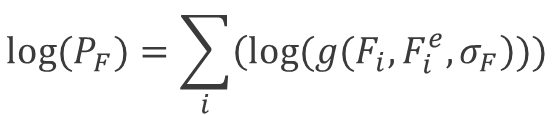 log(P_F) = ∑_i (log(g(F_i, F_i^e, σ_F)))